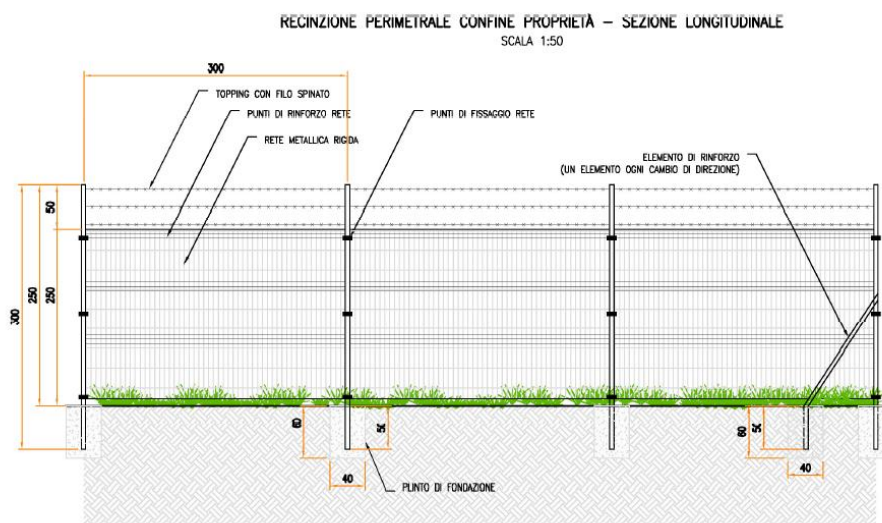 RECINZIONE PERIMETRALE CONFINE PROPRIETÀ – SEZIONE LONGITUDINALE
SCALA 1:50
300
TOPPING CON FILO SPINATO
PUNTI DI RINFORZO RETE
PUNTI DI FISSAGGIO RETE
RETE METALLICA RIGIDA
ELEMENTO DI RINFORZO
(UN ELEMENTO OGNI CAMBIO DI DIREZIONE)
50
300
250
250
60
50
60
50
40
40
PLINTO DI FONDAZIONE